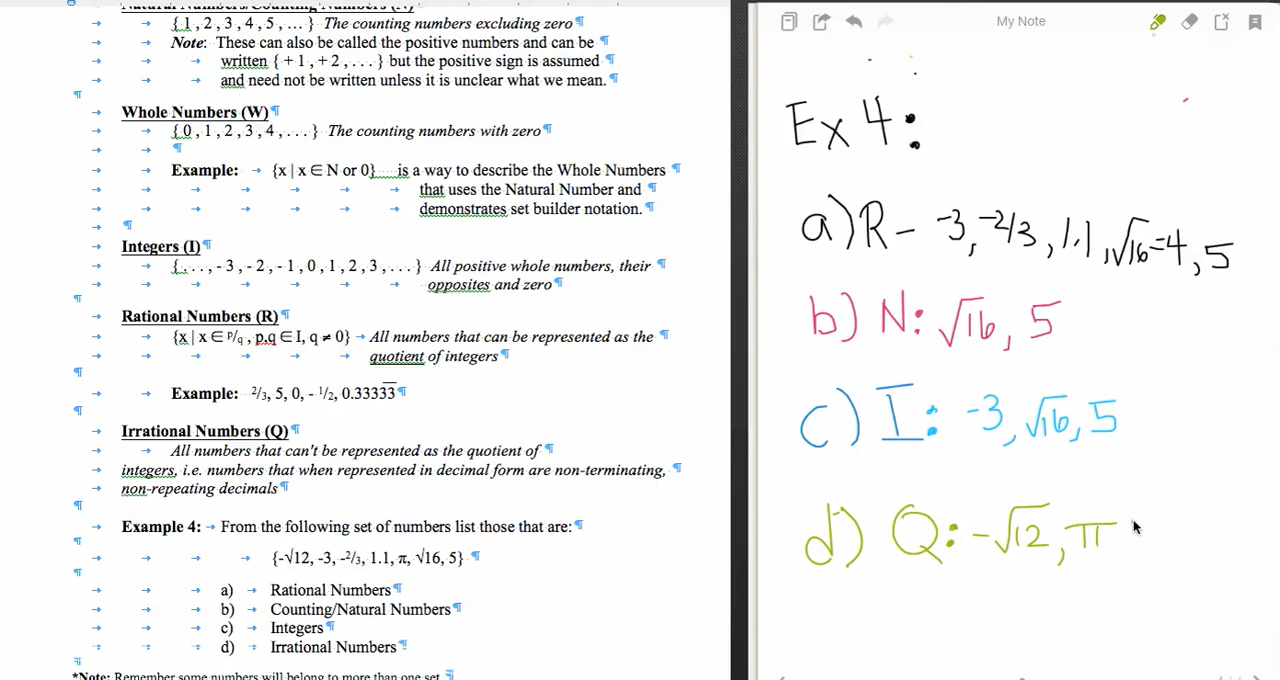 Natural Numbers/Counting Numbers (N)
{1 , 2 , 3 , 4 , 5 , . . . } The counting numbers excluding zero
Note: These can also be called the positive numbers and can be
written { + 1 , + 2 , . . . } but the positive sign is assumed
and need not be written unless it is unclear what we mean.
Whole Numbers (W)
{0 , 1 , 2 , 3 , 4 , . . . } The counting numbers with zero
Example: {x | x ∈ N or 0} is a way to describe the Whole Numbers
that uses the Natural Number and
demonstrates set builder notation.
Integers (I)
{. . . , - 3 , - 2 , - 1 , 0 , 1 , 2 , 3 , . . . } All positive whole numbers, their
opposites and zero
Rational Numbers (R)
{x | x ∈ p/q , p,q ∈ I, q ≠ 0} All numbers that can be represented as the
quotient of integers
Example: 2/3, 5, 0, - 1/2, 0.333333̅
Irrational Numbers (Q)
All numbers that can't be represented as the quotient of
integers, i.e. numbers that when represented in decimal form are non-terminating,
non-repeating decimals
Example 4: From the following set of numbers list those that are:
{-√12, -3, -2/3, 1.1, π, √16, 5}
a) Rational Numbers
b) Counting/Natural Numbers
c) Integers
d) Irrational Numbers
*Note: Remember some numbers will belong to more than one set.
My Note
Ex 4:
a) R - -3, -2/3, 1.1, √16=4, 5
b) N: √16, 5
c) I: -3, √16, 5
d) Q: -√12, π